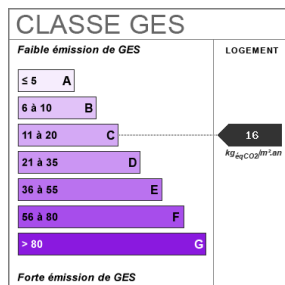 CLASSE GES
Faible émission de GES
LOGEMENT
≤ 5 A
6 à 10 B
11 à 20 C
16
kgéqCO2/m².an
21 à 35 D
36 à 55 E
56 à 80 F
> 80 G
Forte émission de GES